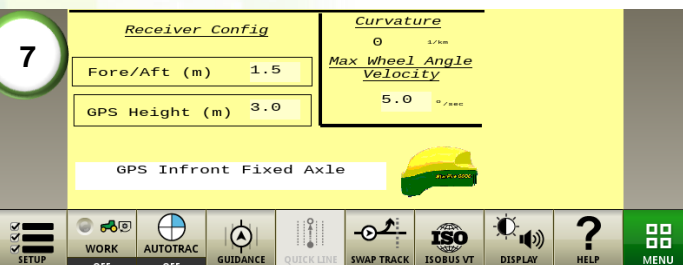 7
Receiver Config
Fore/Aft (m) 1.5
GPS Height (m) 3.0
Curvature
0 1/km
Max Wheel Angle
Velocity
5.0 °/sec
GPS Infront Fixed Axle
SETUP
WORK
OFF
AUTOTRAC
OFF
GUIDANCE
QUICK LINE
SWAP TRACK
ISO
ISOBUS VT
DISPLAY
?
HELP
MENU